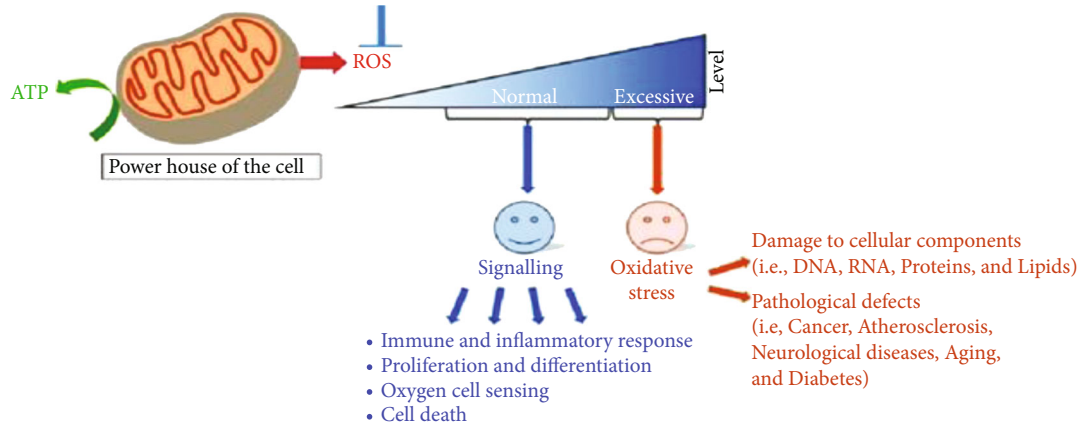 ATP
ROS
Power house of the cell
Normal
Excessive
Level
Signalling
• Immune and inflammatory response
• Proliferation and differentiation
• Oxygen cell sensing
• Cell death
Oxidative
stress
Damage to cellular components
(i.e., DNA, RNA, Proteins, and Lipids)
Pathological defects
(i.e, Cancer, Atherosclerosis,
Neurological diseases, Aging,
and Diabetes)